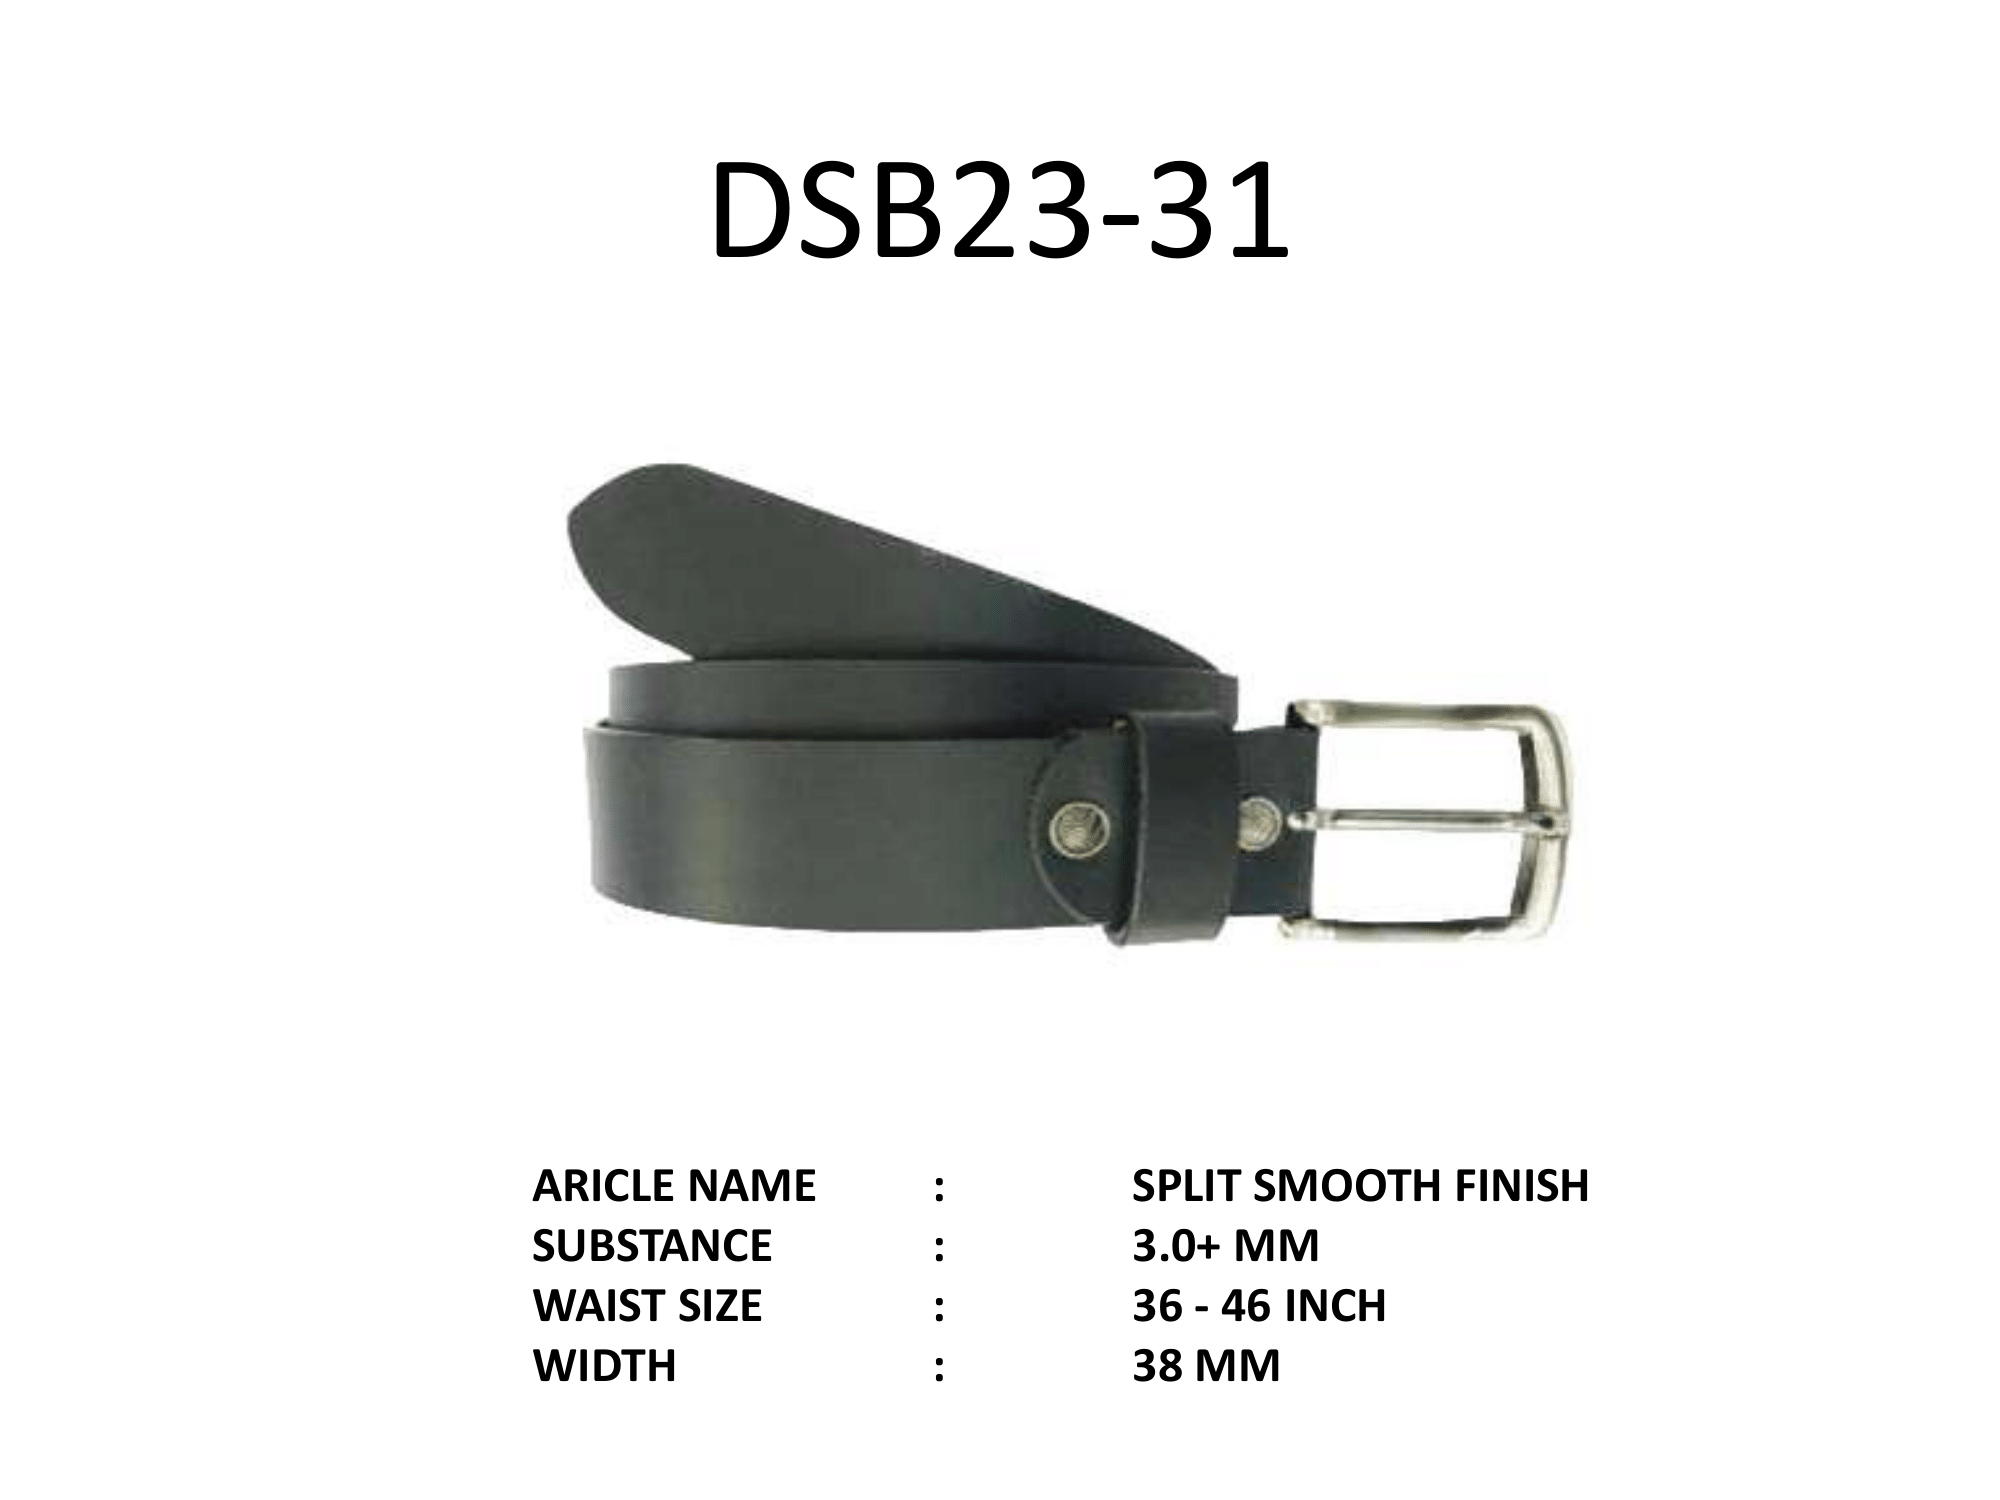 DSB23-31
ARICLE NAME : SPLIT SMOOTH FINISH
SUBSTANCE : 3.0+ MM
WAIST SIZE : 36 - 46 INCH
WIDTH : 38 MM